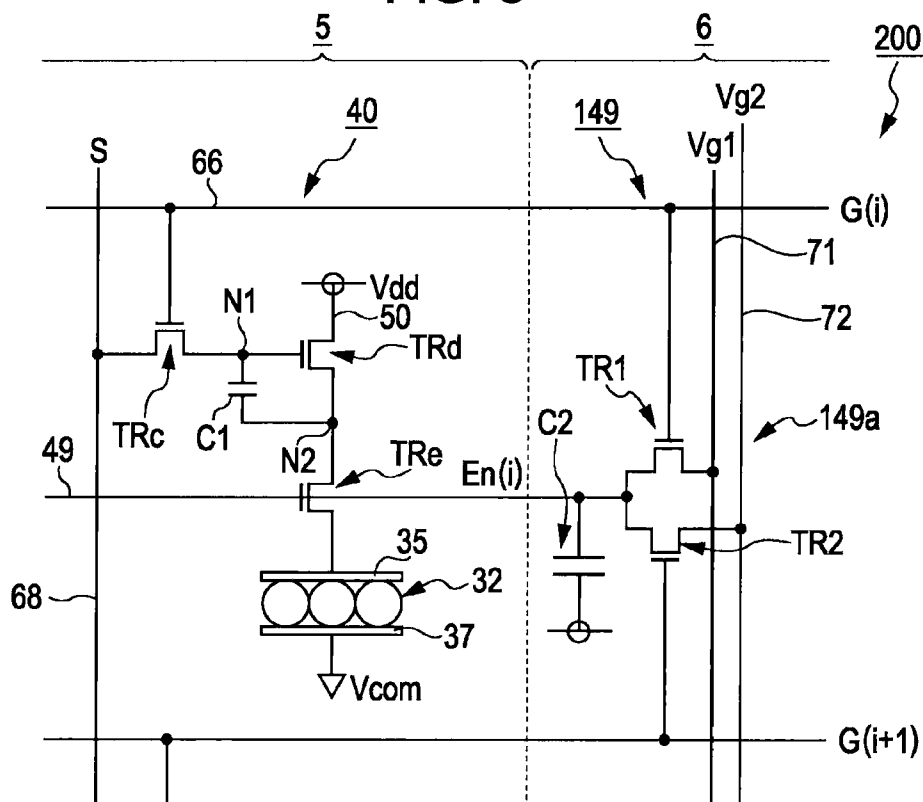 5
6
200
Vg2
40
149
S
Vg1
66
G(i)
71
Vdd
N1
50
72
TRd
TR1
149a
TRc
C1
C2
N2
TRe
49
En(i)
TR2
35
68
32
37
Vcom
G(i+1)